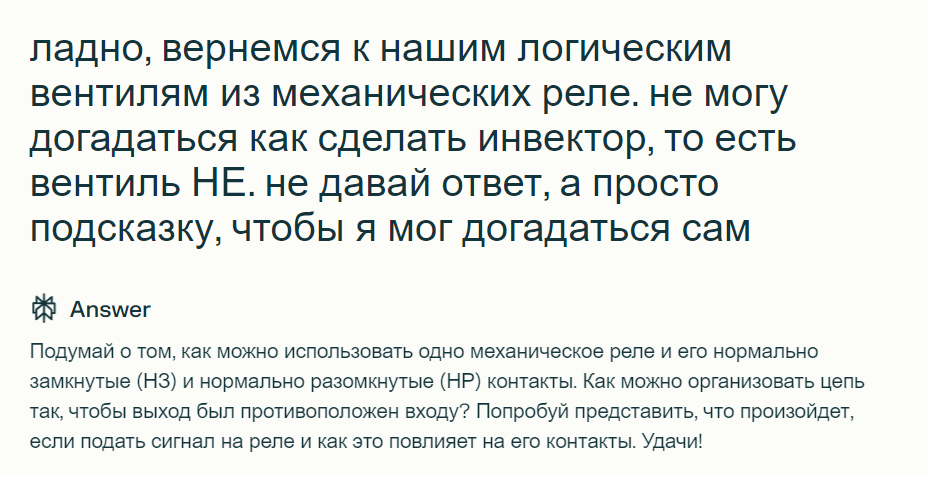 ладно, вернемся к нашим логическим
вентилям из механических реле. не могу
догадаться как сделать инвектор, то есть
вентиль НЕ. не давай ответ, а просто
подсказку, чтобы я мог догадаться сам
Answer
Подумай о том, как можно использовать одно механическое реле и его нормально
замкнутые (НЗ) и нормально разомкнутые (НР) контакты. Как можно организовать цепь
так, чтобы выход был противоположен входу? Попробуй представить, что произойдет,
если подать сигнал на реле и как это повлияет на его контакты. Удачи!